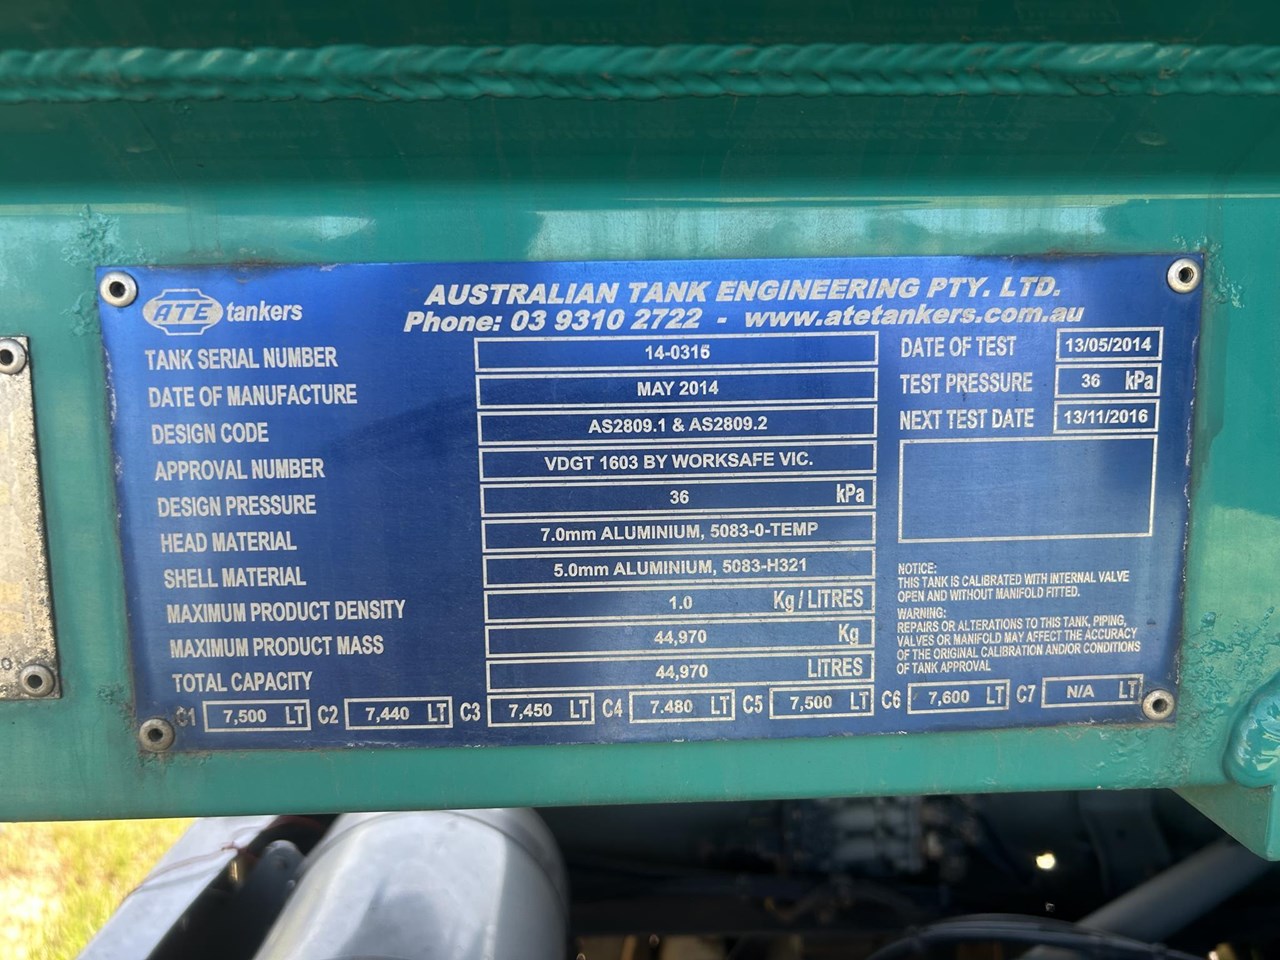 ATE tankers
AUSTRALIAN TANK ENGINEERING PTY. LTD.
Phone: 03 9310 2722 - www.atetankers.com.au
TANK SERIAL NUMBER 14-0316
DATE OF MANUFACTURE MAY 2014
DESIGN CODE AS2809.1 & AS2809.2
APPROVAL NUMBER VDGT 1603 BY WORKSAFE VIC.
DESIGN PRESSURE 36 kPa
HEAD MATERIAL 7.0mm ALUMINIUM, 5083-0-TEMP
SHELL MATERIAL 5.0mm ALUMINIUM, 5083-H321
MAXIMUM PRODUCT DENSITY 1.0 Kg / LITRES
MAXIMUM PRODUCT MASS 44,970 Kg
TOTAL CAPACITY 44,970 LITRES
C1 7,500 LT C2 7,440 LT C3 7,450 LT C4 7.480 LT C5 7,500 LT C6 7,600 LT C7 N/A LT
DATE OF TEST 13/05/2014
TEST PRESSURE 36 kPa
NEXT TEST DATE 13/11/2016
NOTICE:
THIS TANK IS CALIBRATED WITH INTERNAL VALVE
OPEN AND WITHOUT MANIFOLD FITTED.
WARNING:
REPAIRS OR ALTERATIONS TO THIS TANK, PIPING,
VALVES OR MANIFOLD MAY AFFECT THE ACCURACY
OF THE ORIGINAL CALIBRATION AND/OR CONDITIONS
OF TANK APPROVAL